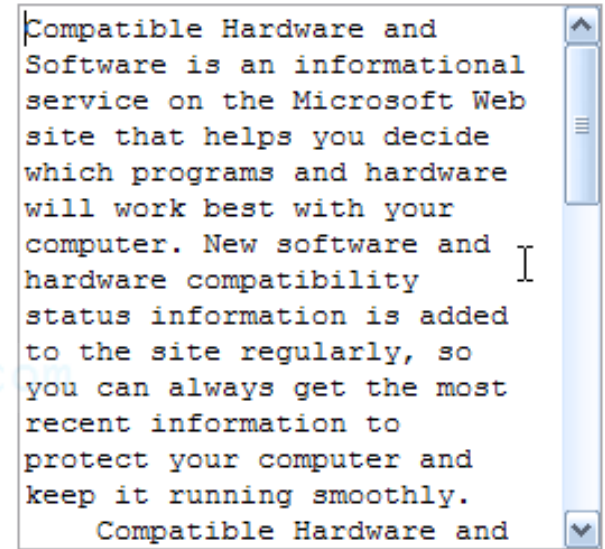 Compatible Hardware and
Software is an informational
service on the Microsoft Web
site that helps you decide
which programs and hardware
will work best with your
computer. New software and
hardware compatibility
status information is added
to the site regularly, so
you can always get the most
recent information to
protect your computer and
keep it running smoothly.
    Compatible Hardware and